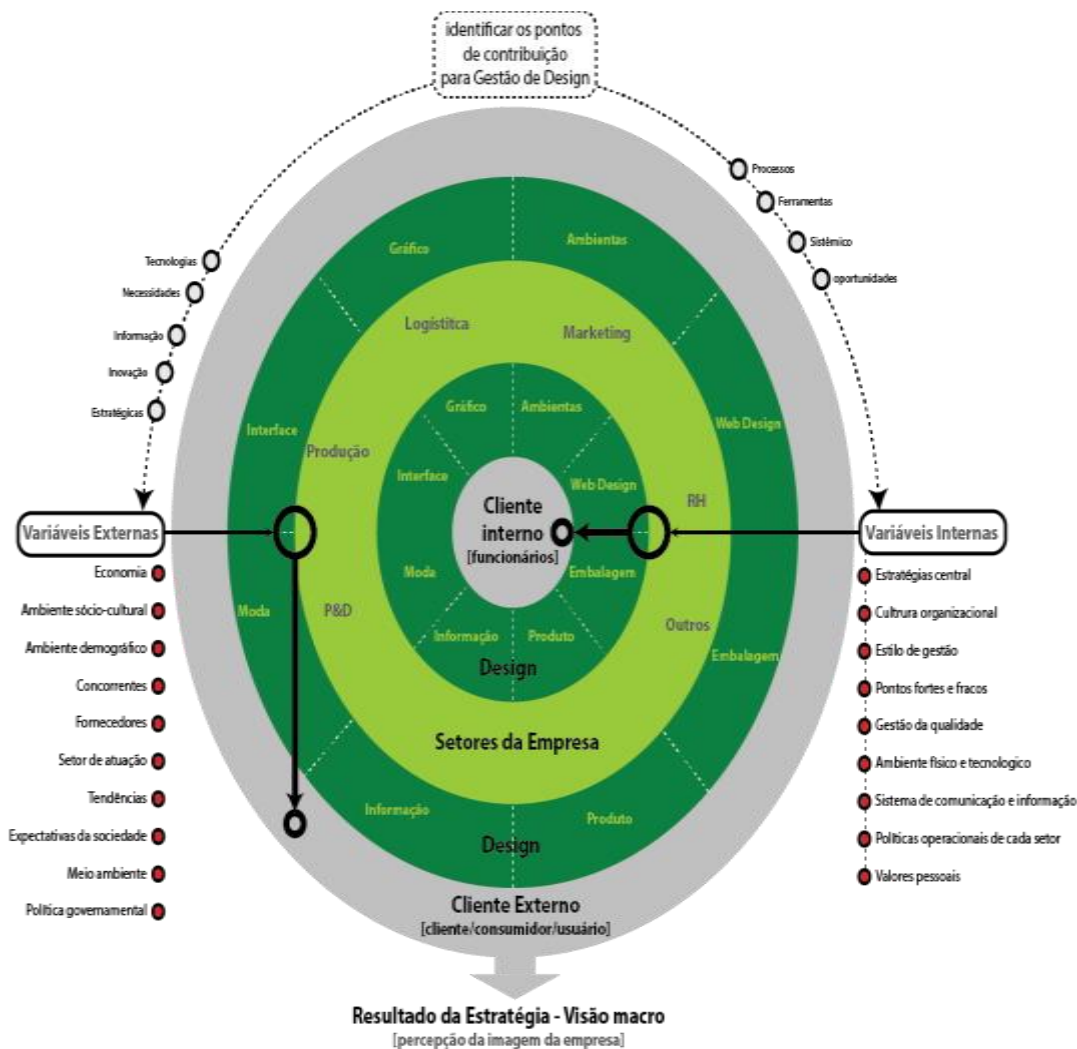 identificar os pontos
de contribuição
para Gestão de Design
Processos
Ferramentas
Sistêmico
oportunidades
Tecnologias
Necessidades
Informação
Inovação
Estratégicas
Gráfico
Ambientas
Logistítca
Marketing
Gráfico
Ambientas
Interface
Web Design
Produção
Interface
Web Design
RH
Cliente
interno
[funcionários]
Variáveis Externas
Variáveis Internas
Moda
Embalagem
Moda
P&D
Outros
Embalagem
Informação
Produto
Design
Setores da Empresa
Informação
Produto
Design
Cliente Externo
[cliente/consumidor/usuário]
Economia
Ambiente sócio-cultural
Ambiente demográfico
Concorrentes
Fornecedores
Setor de atuação
Tendências
Expectativas da sociedade
Meio ambiente
Política governamental
Estratégias central
Cultrura organizacional
Estilo de gestão
Pontos fortes e fracos
Gestão da qualidade
Ambiente físico e tecnologico
Sistema de comunicação e informação
Políticas operacionais de cada setor
Valores pessoais
Resultado da Estratégia - Visão macro
[percepção da imagem da empresa]